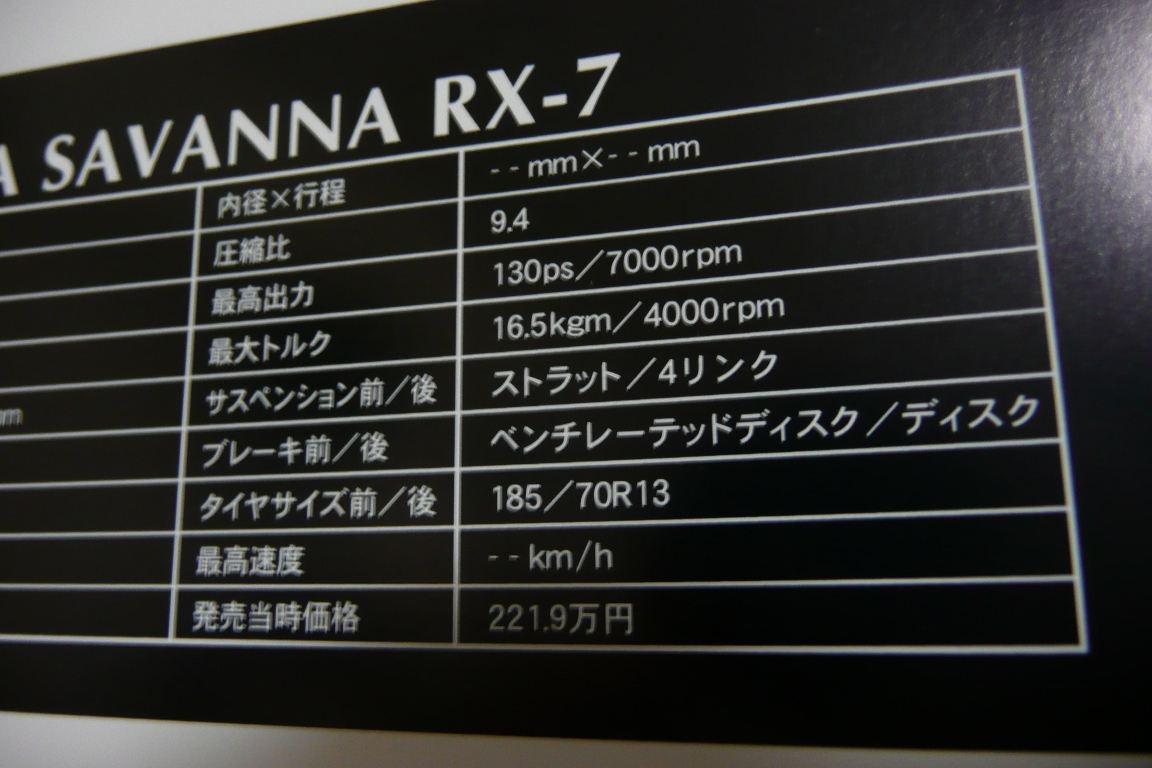 A SAVANNA RX-7
内径×行程 --mm×--mm
圧縮比 9.4
最高出力 130ps／7000rpm
最大トルク 16.5kgm／4000rpm
サスペンション前／後 ストラット／4リンク
mm ブレーキ前／後 ベンチレーテッドディスク／ディスク
タイヤサイズ前／後 185／70R13
最高速度 --km/h
発売当時価格 221.9万円